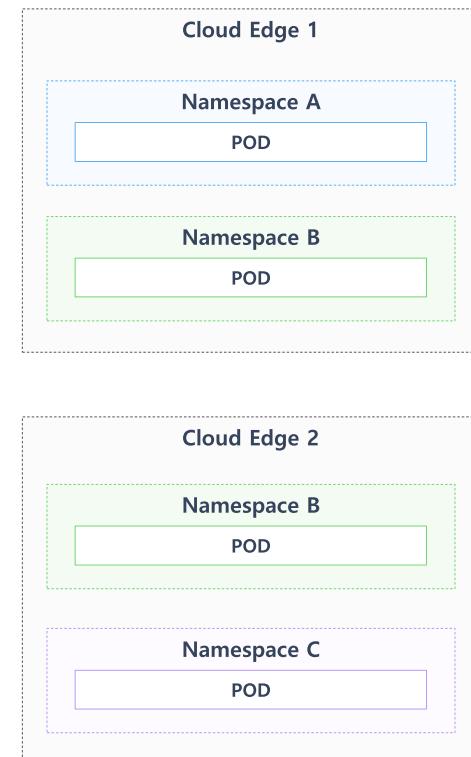 Cloud Edge 1
Namespace A
POD
Namespace B
POD
Cloud Edge 2
Namespace B
POD
Namespace C
POD